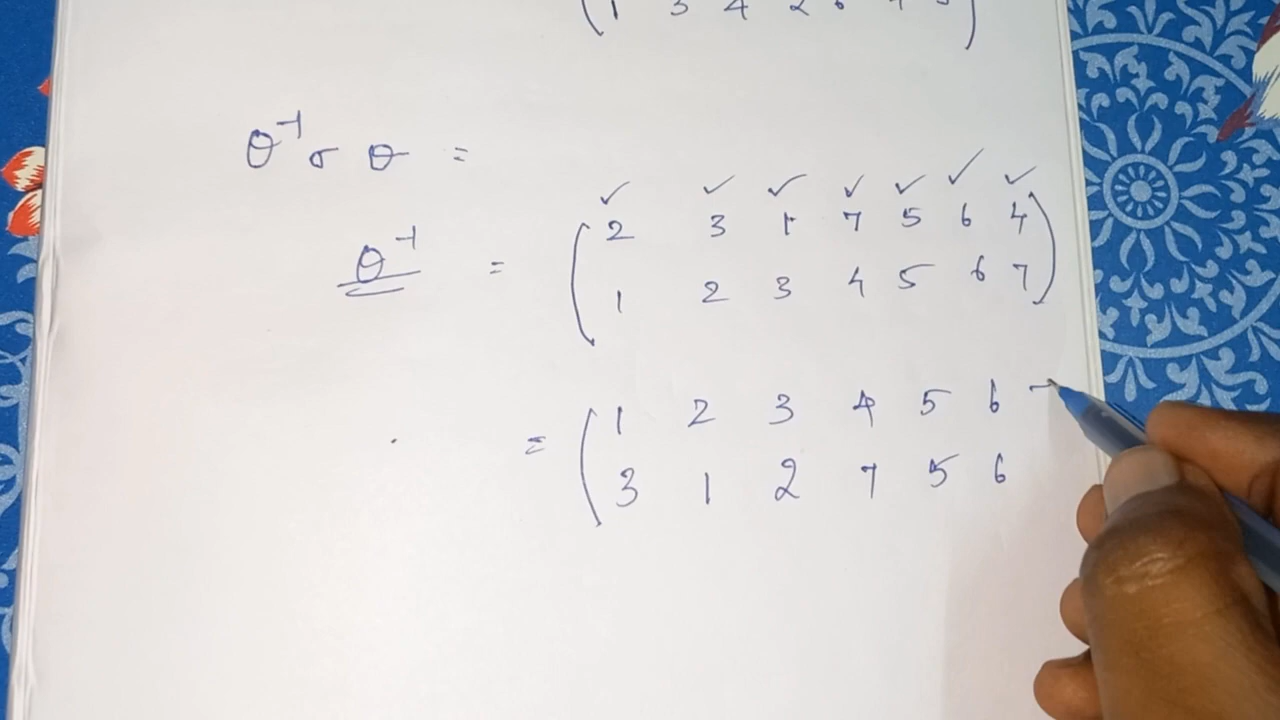 θ⁻¹ σ θ =
θ⁻¹ = ( 2 3 1 7 5 6 4 )
1 2 3 4 5 6 7
= ( 1 2 3 4 5 6
3 1 2 7 5 6